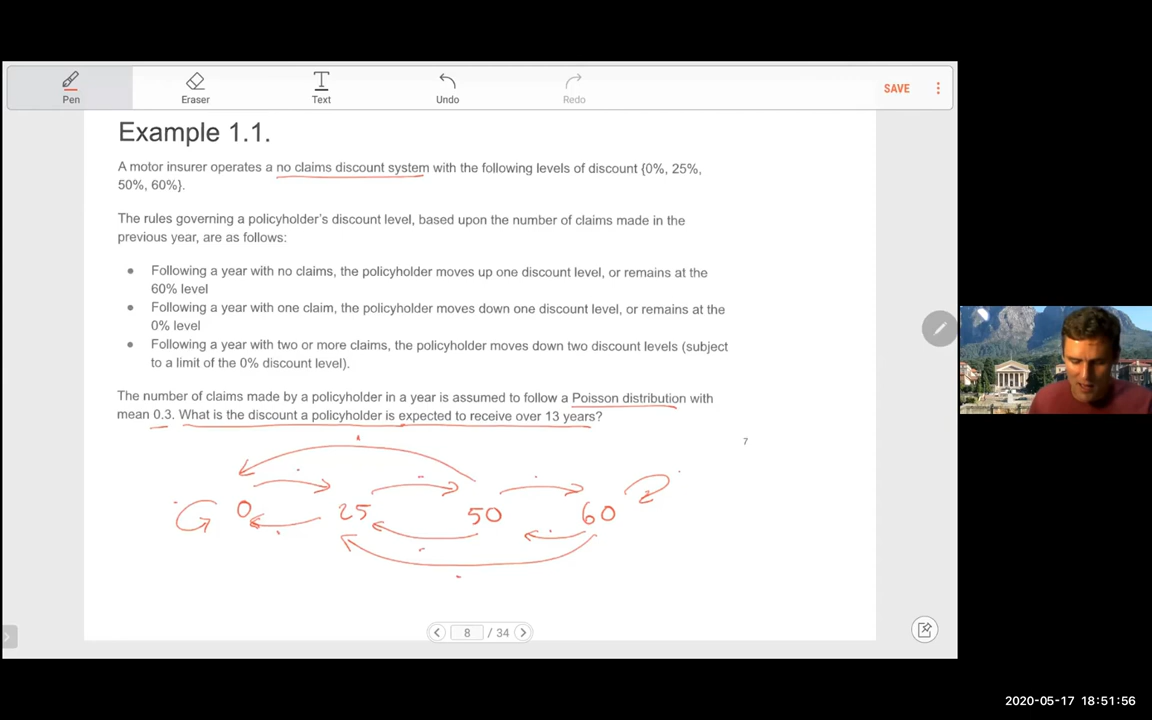 Pen
Eraser
Text
Undo
Redo
SAVE
Example 1.1.
A motor insurer operates a no claims discount system with the following levels of discount {0%, 25%,
50%, 60%}.
The rules governing a policyholder's discount level, based upon the number of claims made in the
previous year, are as follows:
● Following a year with no claims, the policyholder moves up one discount level, or remains at the
60% level
● Following a year with one claim, the policyholder moves down one discount level, or remains at the
0% level
● Following a year with two or more claims, the policyholder moves down two discount levels (subject
to a limit of the 0% discount level).
The number of claims made by a policyholder in a year is assumed to follow a Poisson distribution with
mean 0.3. What is the discount a policyholder is expected to receive over 13 years?
7
0 25 50 60
8 / 34
2020-05-17 18:51:56